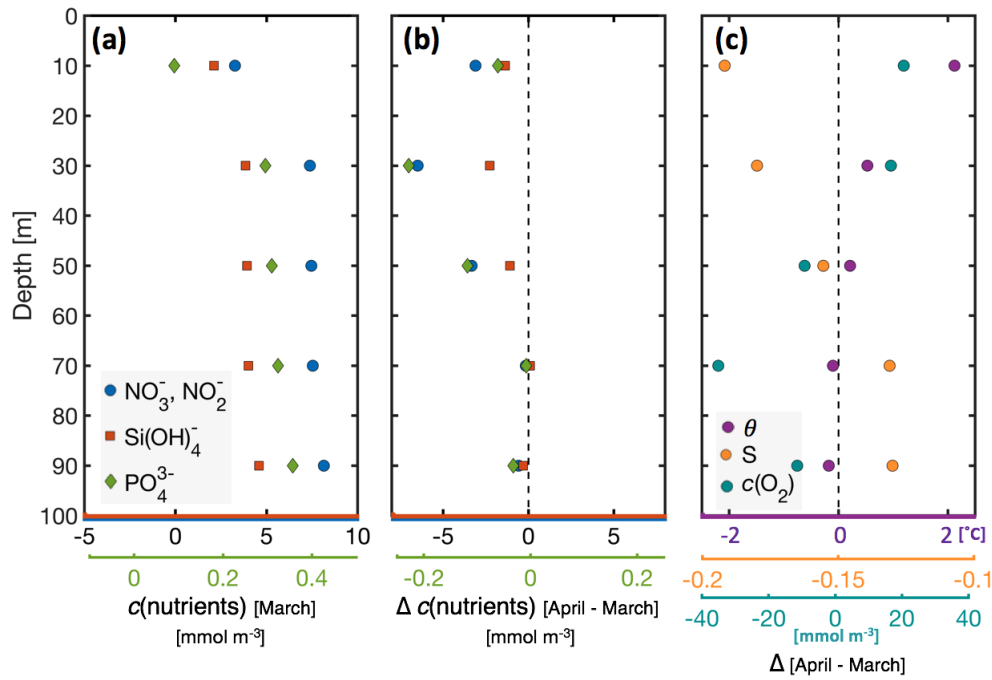 (a)
(b)
(c)
0
10
20
30
40
50
60
70
80
90
100
Depth [m]
NO₃⁻, NO₂⁻
Si(OH)₄⁻
PO₄³⁻
θ
S
c(O₂)
-5 0 5 10
0 0.2 0.4
c(nutrients) [March]
[mmol m⁻³]
-5 0 5
-0.2 0 0.2
Δ c(nutrients) [April - March]
[mmol m⁻³]
-2 0 2 [°C]
-0.2 -0.15 -0.1
-40 -20 0 20 40
[mmol m⁻³]
Δ [April - March]